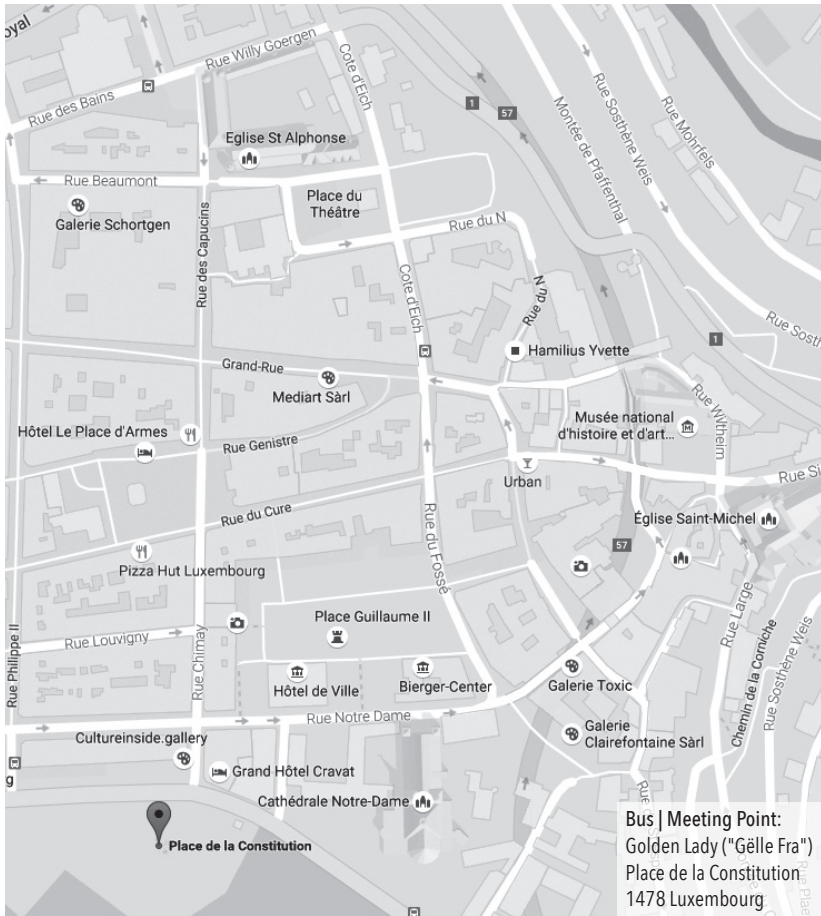 oyal
Rue Willy Goergen
Cote d'Eich
Rue des Bains
1
57
Rue Sosthène Weis
Rue Mohrfels
Montée de Pfaffenthal
Eglise St Alphonse
Rue Beaumont
Place du
Théâtre
Galerie Schortgen
Rue du N
Rue des Capucins
Cote d'Eich
Rue du N
Rue Sosth
1
Hamilius Yvette
Grand-Rue
Mediart Sàrl
Rue Wiltheim
Musée national
d'histoire et d'art...
Hôtel Le Place d'Armes
Rue Genistre
Urban
Rue Si
Rue du Cure
Rue du Fossé
Église Saint-Michel
57
Pizza Hut Luxembourg
Place Guillaume II
Rue Large
Rue Louvigny
Rue Philippe II
Rue Chimay
Chemin de la Corniche
Rue Sosthène Weis
Hôtel de Ville
Bierger-Center
Galerie Toxic
Rue Notre Dame
Cultureinside.gallery
Galerie
Clairefontaine Sàrl
g
Grand Hôtel Cravat
Cathédrale Notre-Dame
Place de la Constitution
Bus | Meeting Point:
Golden Lady ("Gëlle Fra")
Place de la Constitution
1478 Luxembourg